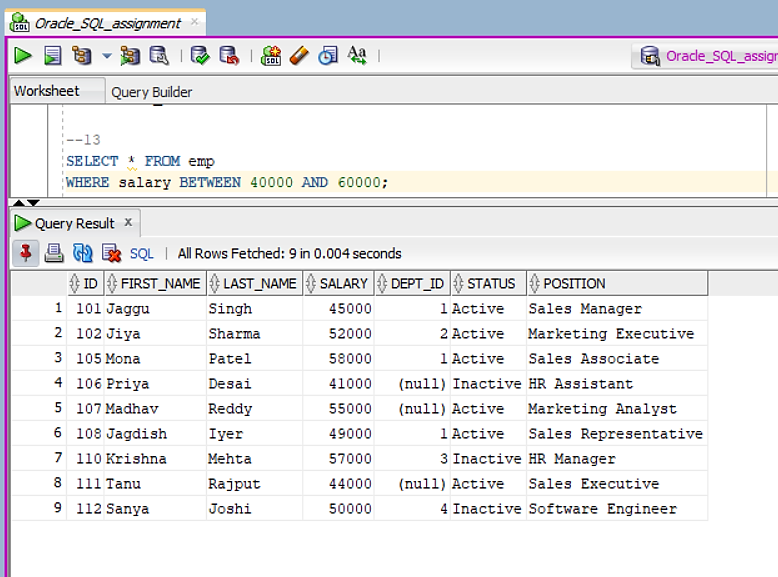 Oracle_SQL_assignment
Oracle_SQL_assign
Worksheet Query Builder
--13
SELECT * FROM emp
WHERE salary BETWEEN 40000 AND 60000;
Query Result x
SQL | All Rows Fetched: 9 in 0.004 seconds
ID FIRST_NAME LAST_NAME SALARY DEPT_ID STATUS POSITION
1 101 Jaggu Singh 45000 1 Active Sales Manager
2 102 Jiya Sharma 52000 2 Active Marketing Executive
3 105 Mona Patel 58000 1 Active Sales Associate
4 106 Priya Desai 41000 (null) Inactive HR Assistant
5 107 Madhav Reddy 55000 (null) Active Marketing Analyst
6 108 Jagdish Iyer 49000 1 Active Sales Representative
7 110 Krishna Mehta 57000 3 Inactive HR Manager
8 111 Tanu Rajput 44000 (null) Active Sales Executive
9 112 Sanya Joshi 50000 4 Inactive Software Engineer